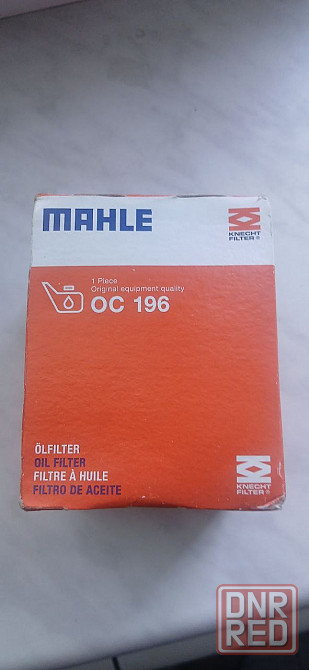 MAHLE
KNECHT
FILTER®
1 Piece
Original equipment quality
OC 196
ÖLFILTER
OIL FILTER
FILTRE À HUILE
FILTRO DE ACEITE
KNECHT
FILTER®
DNR
RED